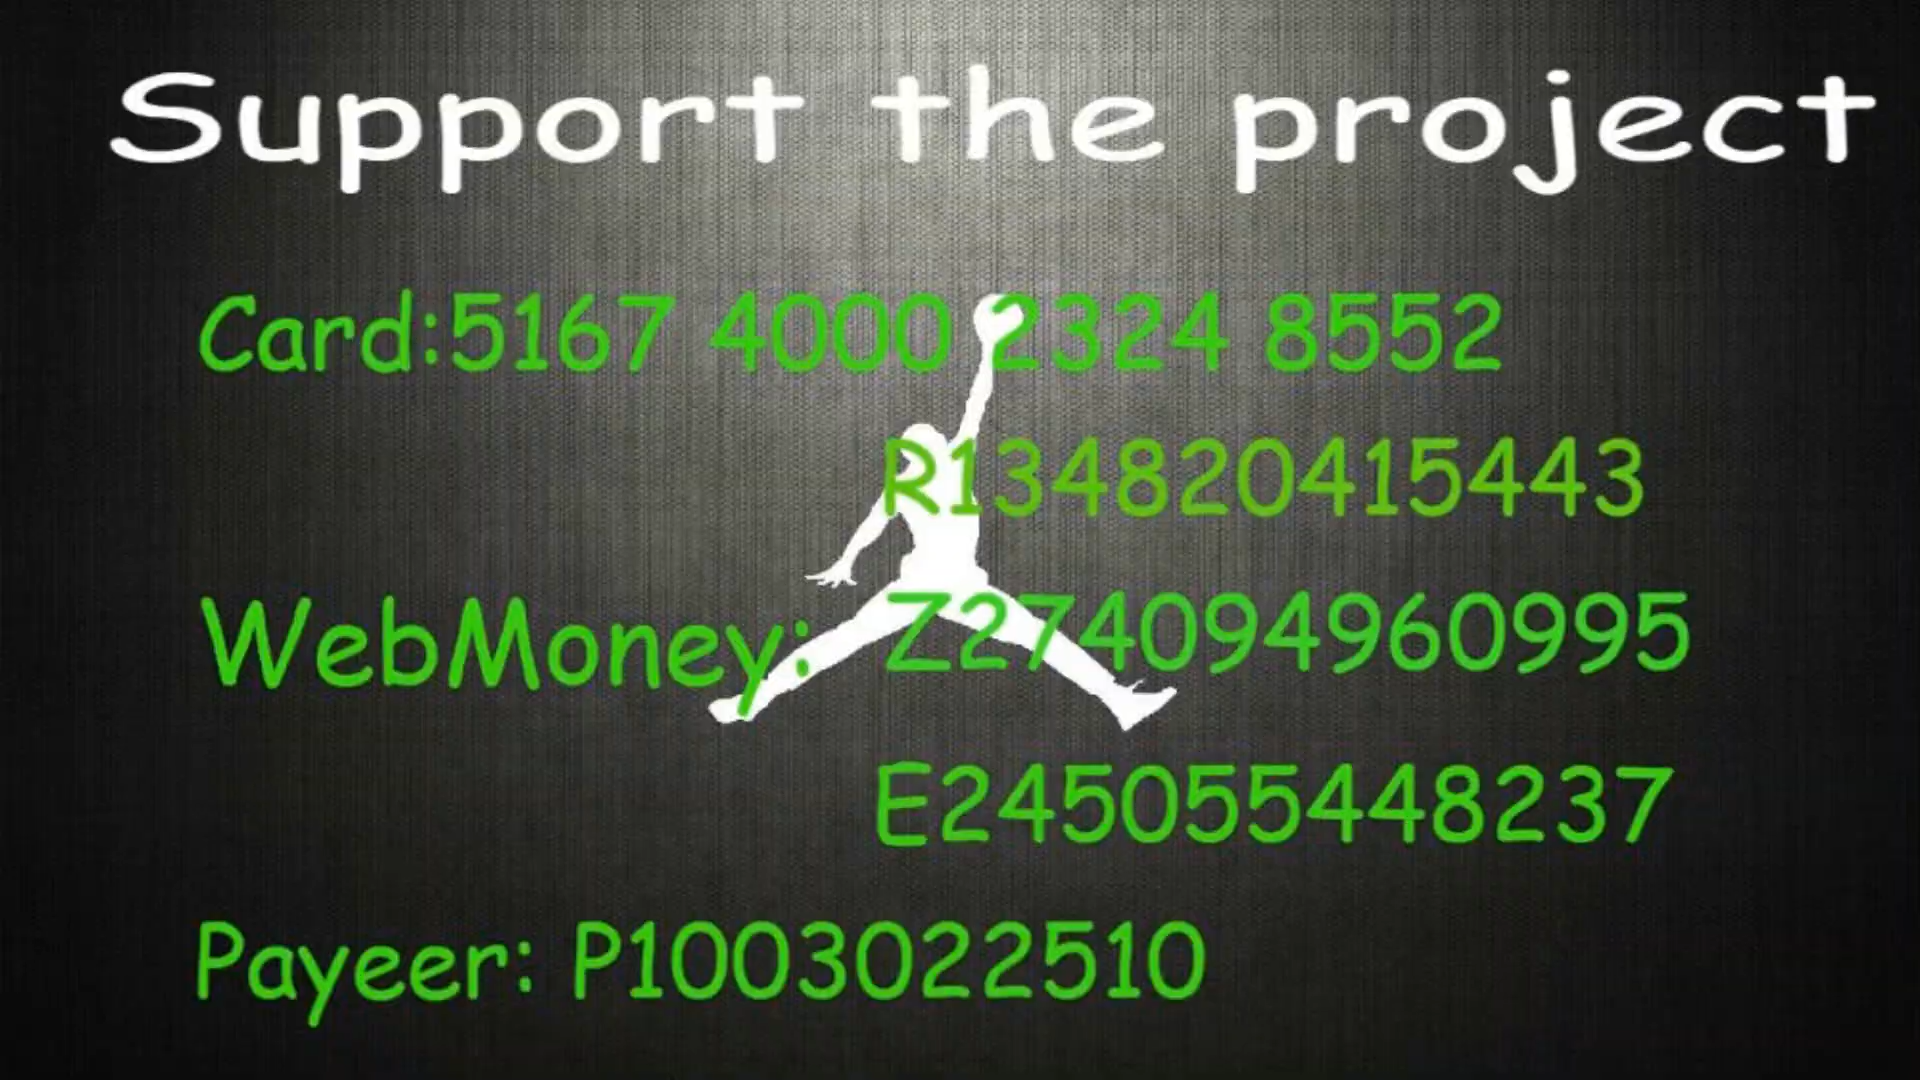 Support the project
Card:5167 4000 2324 8552
R134820415443
WebMoney: Z274094960995
E245055448237
Payeer: P1003022510